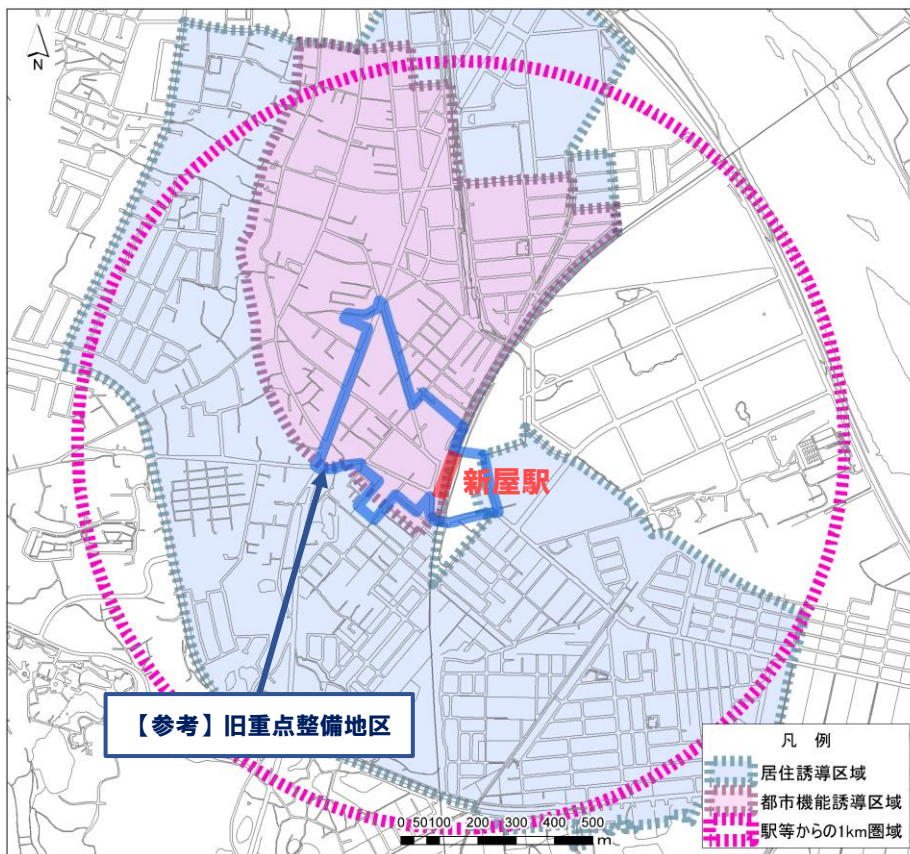 N
新屋駅
【参考】旧重点整備地区
凡 例
居住誘導区域
都市機能誘導区域
駅等からの1km圏域
0 50100 200 300 400 500
m